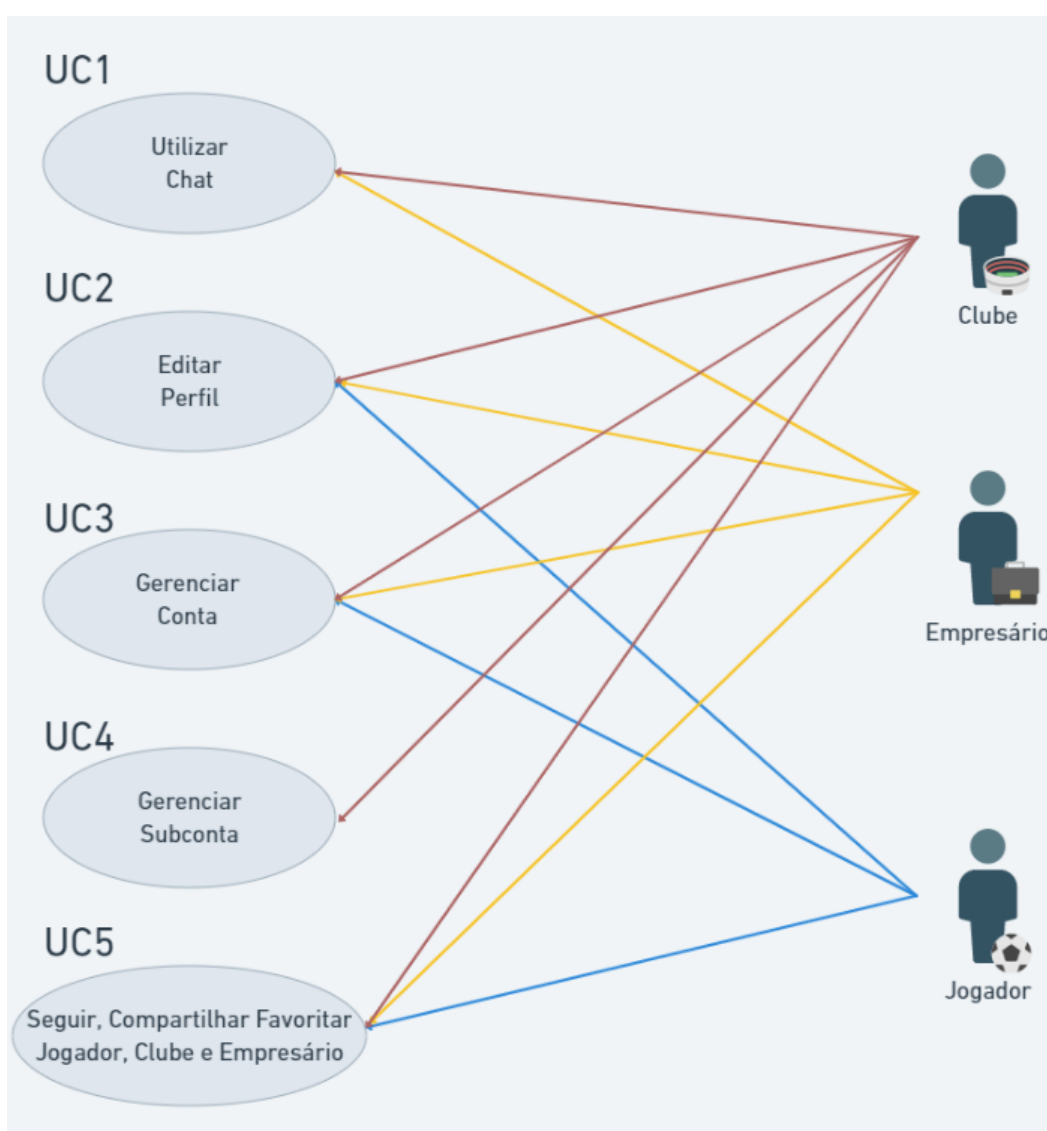 UC1
Utilizar
Chat
UC2
Editar
Perfil
UC3
Gerenciar
Conta
UC4
Gerenciar
Subconta
UC5
Seguir, Compartilhar Favoritar
Jogador, Clube e Empresário
Clube
Empresário
Jogador